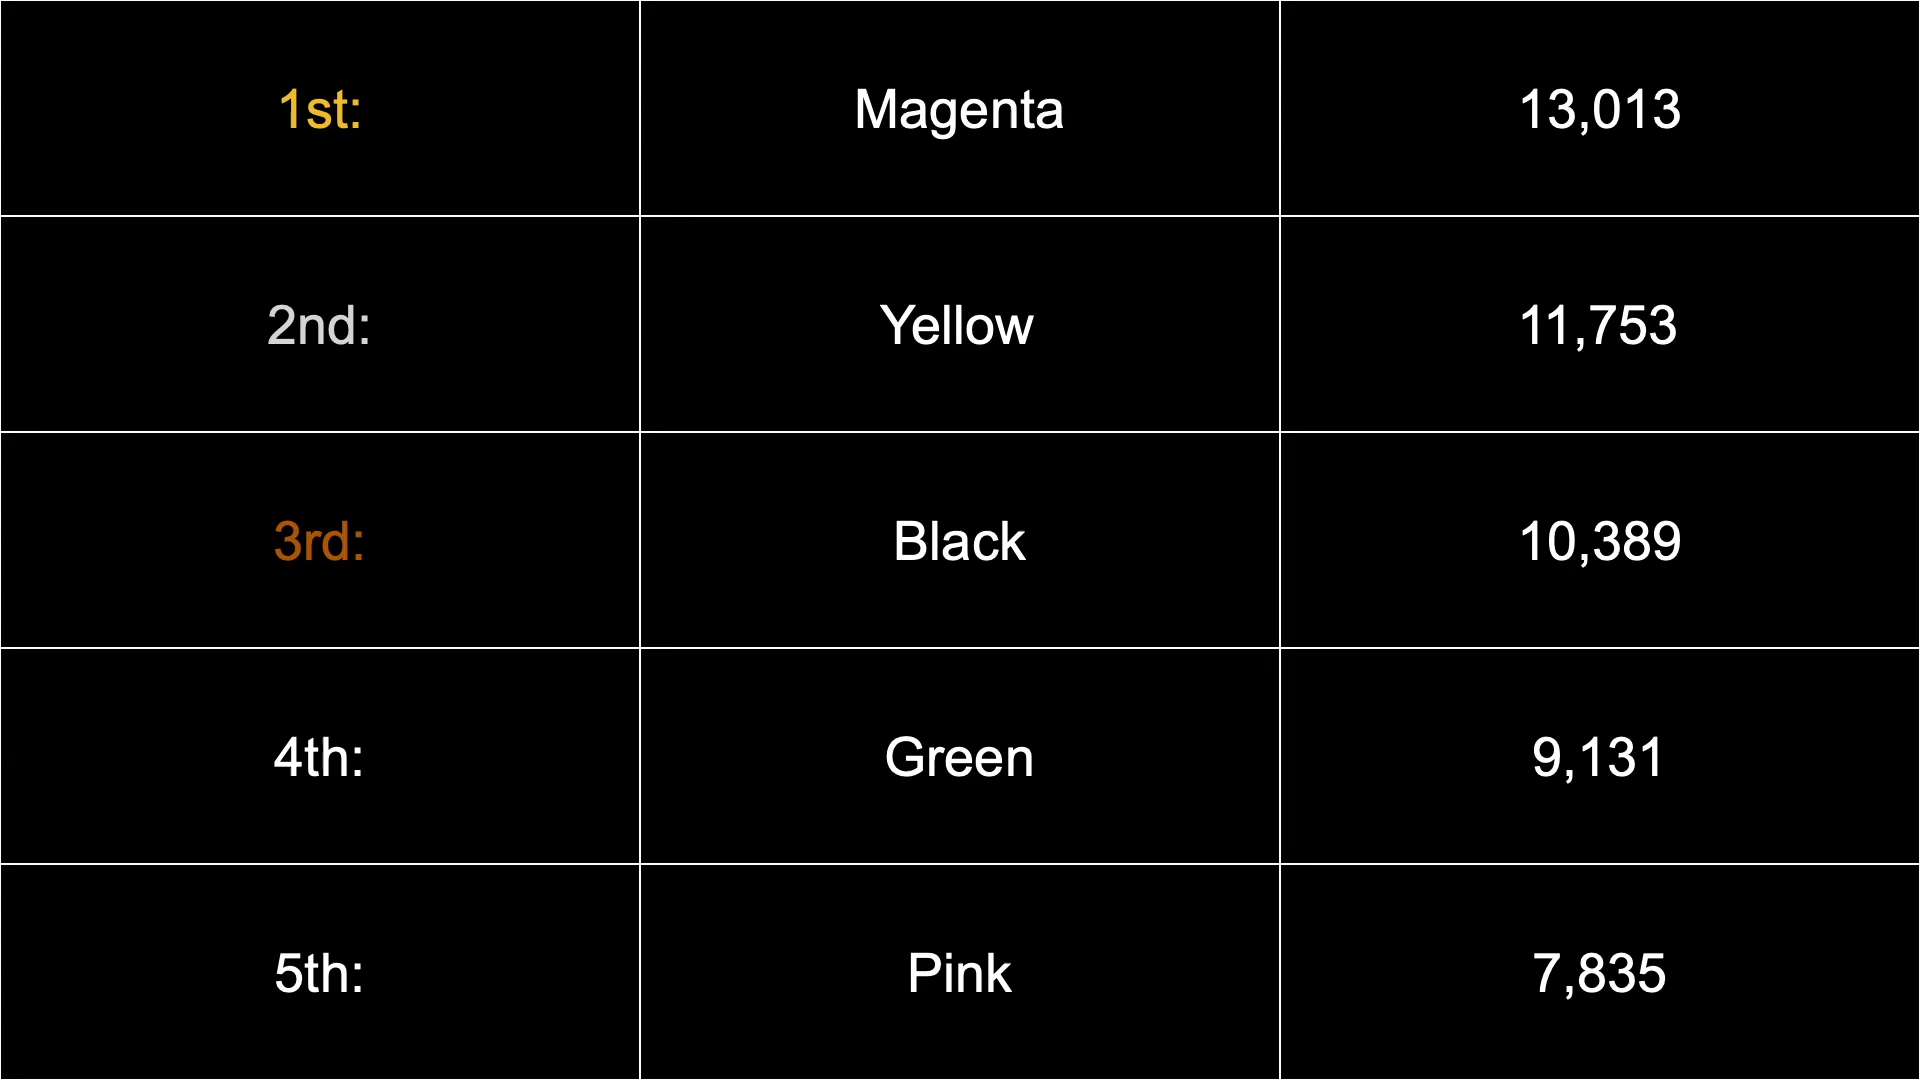 1st: Magenta 13,013
2nd: Yellow 11,753
3rd: Black 10,389
4th: Green 9,131
5th: Pink 7,835